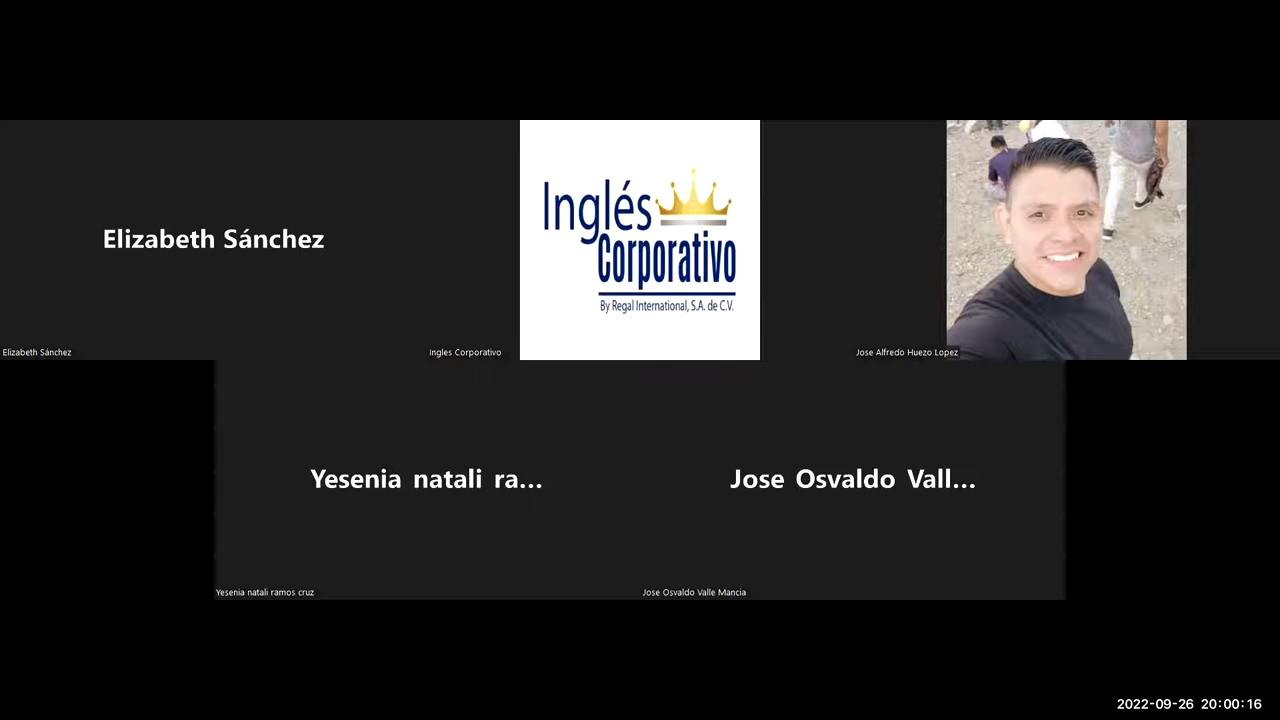 Elizabeth Sánchez
Elizabeth Sánchez
Inglés
Corporativo
By Regal International, S.A. de C.V.
Ingles Corporativo
Jose Alfredo Huezo Lopez
Yesenia natali ra...
Yesenia natali ramos cruz
Jose Osvaldo Vall...
Jose Osvaldo Valle Mancia
2022-09-26 20:00:16